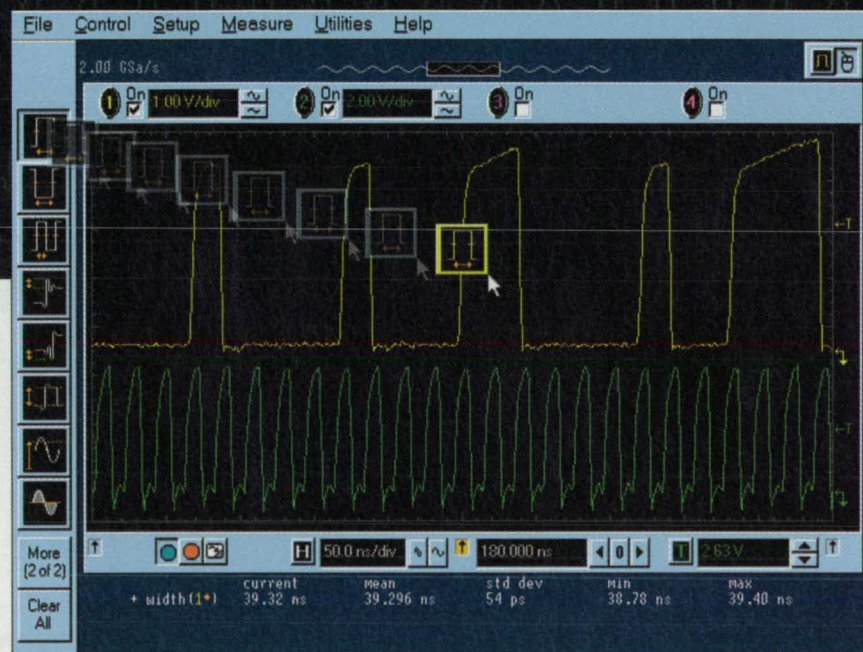 File Control Setup Measure Utilities Help
2.00 GSa/s
1 On 1.00 V/div 2 On 2.00 V/div 3 On 4 On
←T
←T
More
(2 of 2)
H 50.0 ns/div 180.000 ns 0 T 2.63 V
Clear
All
current mean std dev min max
+ width(1*) 39.32 ns 39.296 ns 54 ps 38.78 ns 39.40 ns